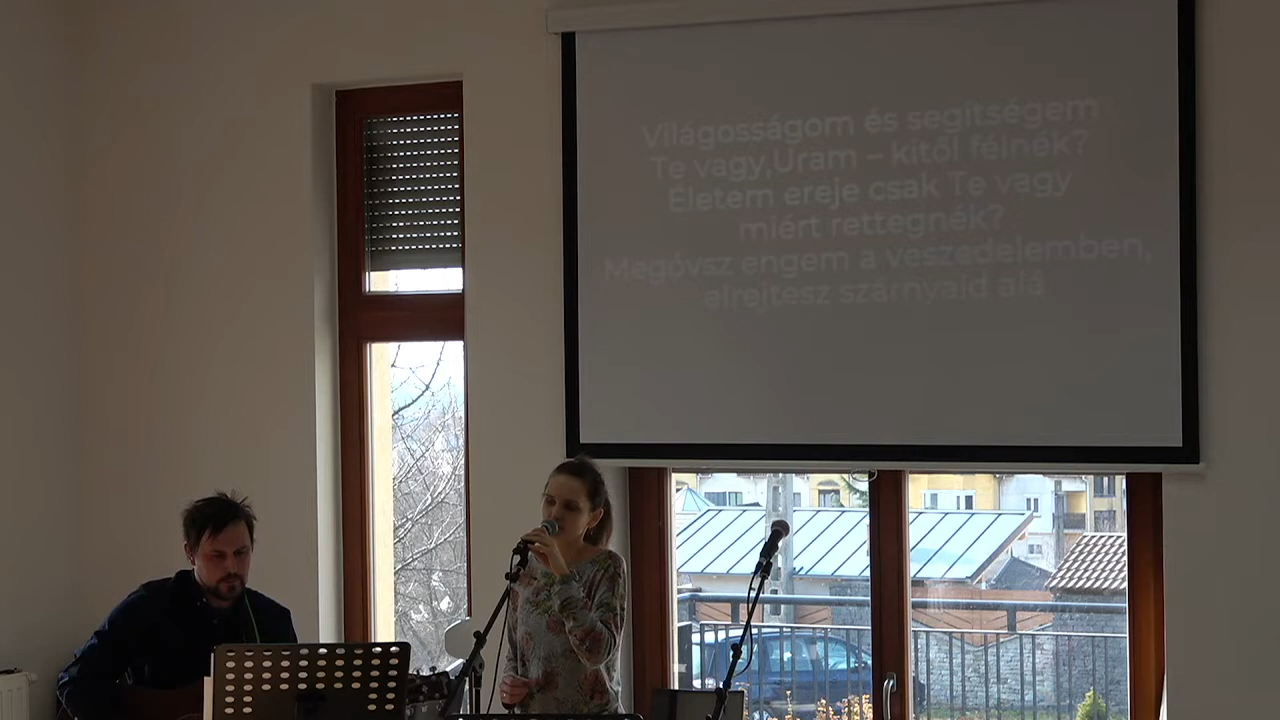 Világosságom és segítségem
Te vagy,Uram – kitől félnék?
Életem ereje csak Te vagy
miért rettegnék?
Megóvsz engem a veszedelemben,
elrejtesz szárnyaid alá